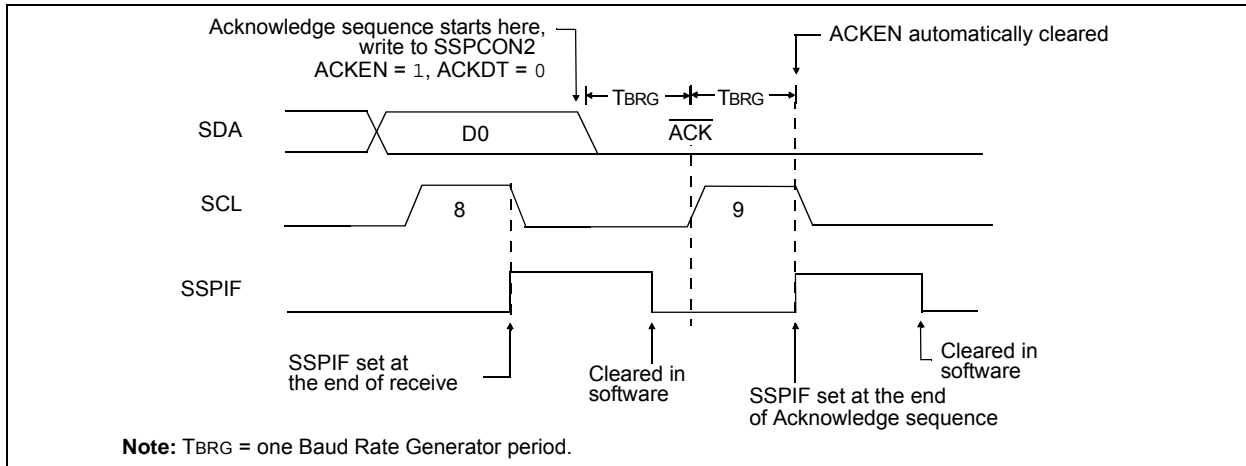 Acknowledge sequence starts here,
write to SSPCON2
ACKEN = 1, ACKDT = 0
ACKEN automatically cleared
TBRG
TBRG
SDA
D0
ACK
SCL
8
9
SSPIF
SSPIF set at
the end of receive
Cleared in
software
SSPIF set at the end
of Acknowledge sequence
Cleared in
software
Note: TBRG = one Baud Rate Generator period.